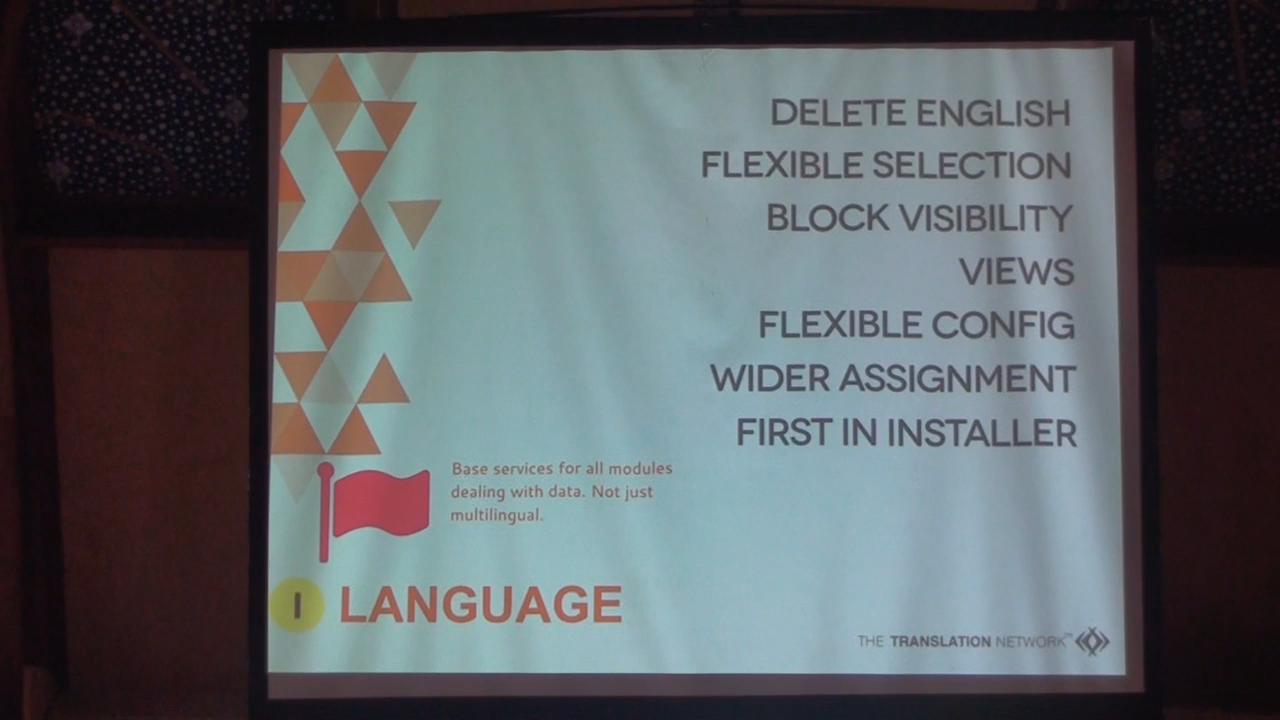 DELETE ENGLISH
FLEXIBLE SELECTION
BLOCK VISIBILITY
VIEWS
FLEXIBLE CONFIG
WIDER ASSIGNMENT
FIRST IN INSTALLER
Base services for all modules
dealing with data. Not just
multilingual.
1 LANGUAGE
THE TRANSLATION NETWORK™